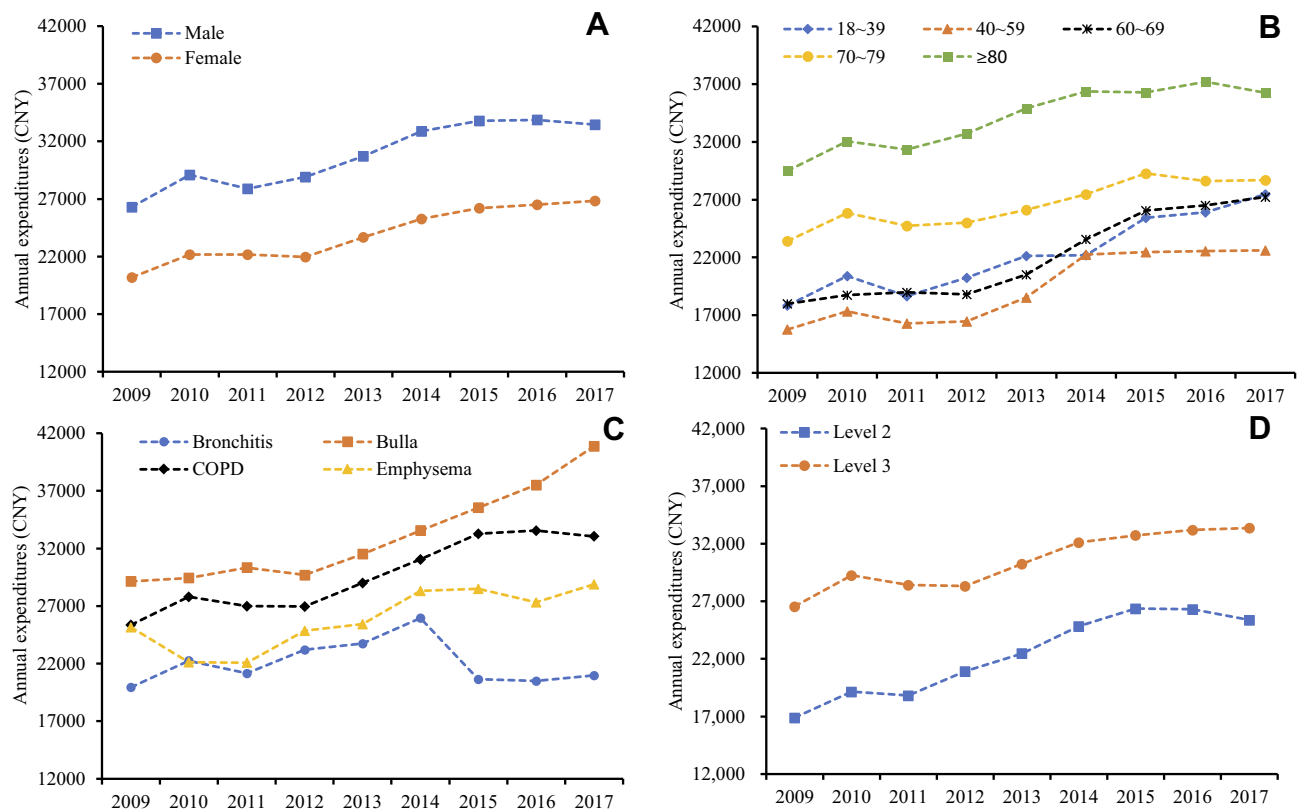 A
Male
Female
Annual expenditures (CNY)
42000
37000
32000
27000
22000
17000
12000
2009 2010 2011 2012 2013 2014 2015 2016 2017
B
18~39 40~59 60~69
70~79 ≥80
Annual expenditures (CNY)
42000
37000
32000
27000
22000
17000
12000
2009 2010 2011 2012 2013 2014 2015 2016 2017
C
Bronchitis Bulla
COPD Emphysema
Annual expenditures (CNY)
42000
37000
32000
27000
22000
17000
12000
2009 2010 2011 2012 2013 2014 2015 2016 2017
D
Level 2
Level 3
Annual expenditures (CNY)
42,000
37,000
32,000
27,000
22,000
17,000
12,000
2009 2010 2011 2012 2013 2014 2015 2016 2017